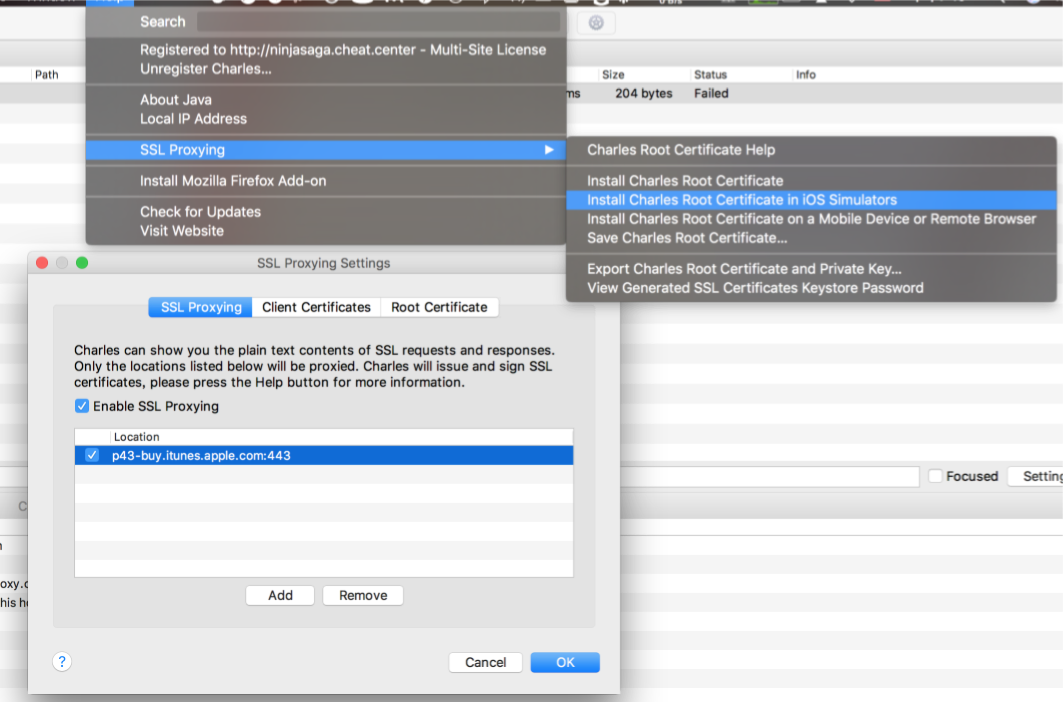 Help
Search
Registered to http://ninjasaga.cheat.center - Multi-Site License
Unregister Charles...
About Java
Local IP Address
SSL Proxying
Install Mozilla Firefox Add-on
Check for Updates
Visit Website
Charles Root Certificate Help
Install Charles Root Certificate
Install Charles Root Certificate in iOS Simulators
Install Charles Root Certificate on a Mobile Device or Remote Browser
Save Charles Root Certificate...
Export Charles Root Certificate and Private Key...
View Generated SSL Certificates Keystore Password
Path
Size
Status
Info
ms
204 bytes
Failed
SSL Proxying Settings
SSL Proxying
Client Certificates
Root Certificate
Charles can show you the plain text contents of SSL requests and responses.
Only the locations listed below will be proxied. Charles will issue and sign SSL
certificates, please press the Help button for more information.
Enable SSL Proxying
Location
p43-buy.itunes.apple.com:443
Add
Remove
?
Cancel
OK
Focused
Setting